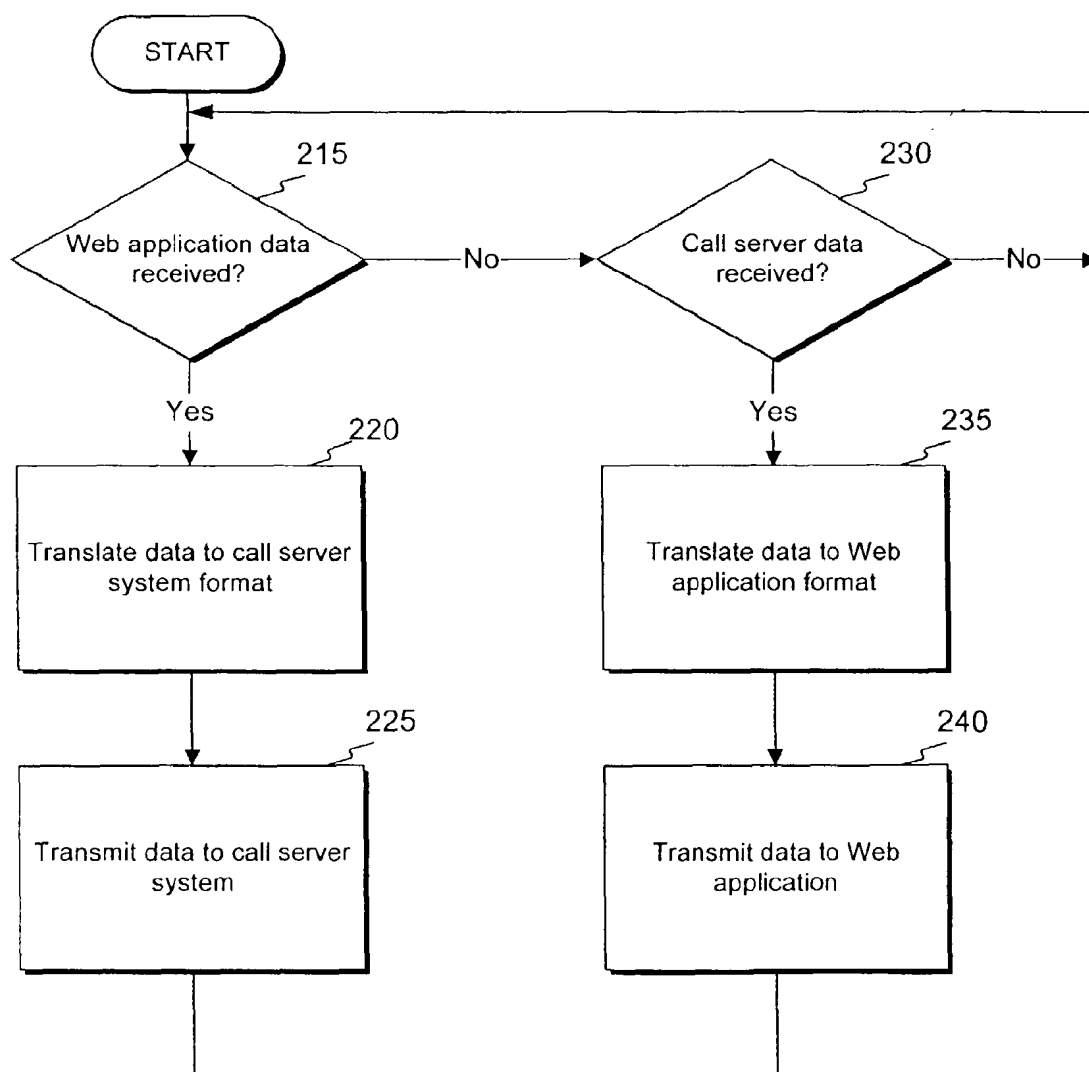 START
215
230
Web application data
received?
No
Call server data
received?
No
Yes
Yes
220
235
Translate data to call server
system format
Translate data to Web
application format
225
240
Transmit data to call server
system
Transmit data to Web
application